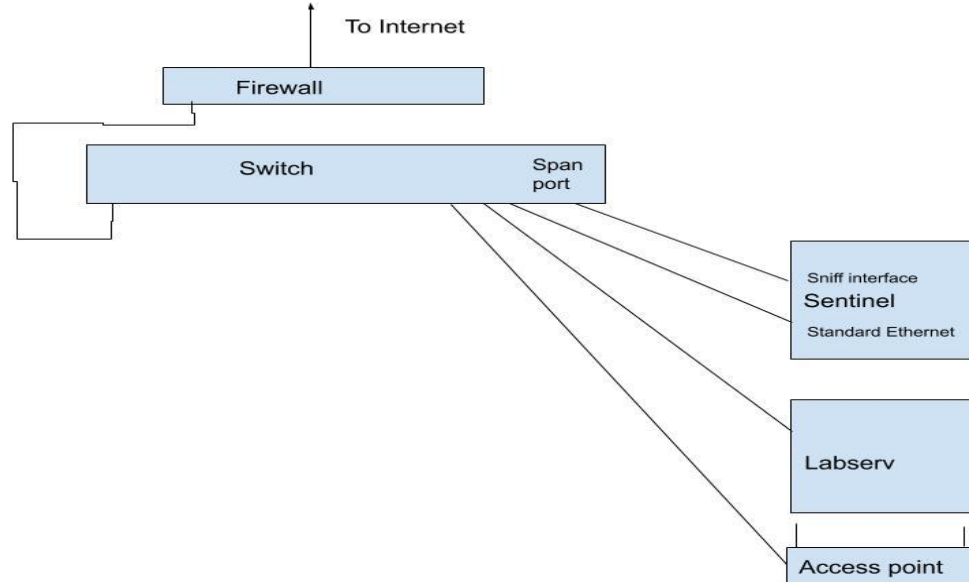 To Internet
Firewall
Switch
Span
port
Sniff interface
Sentinel
Standard Ethernet
Labserv
Access point